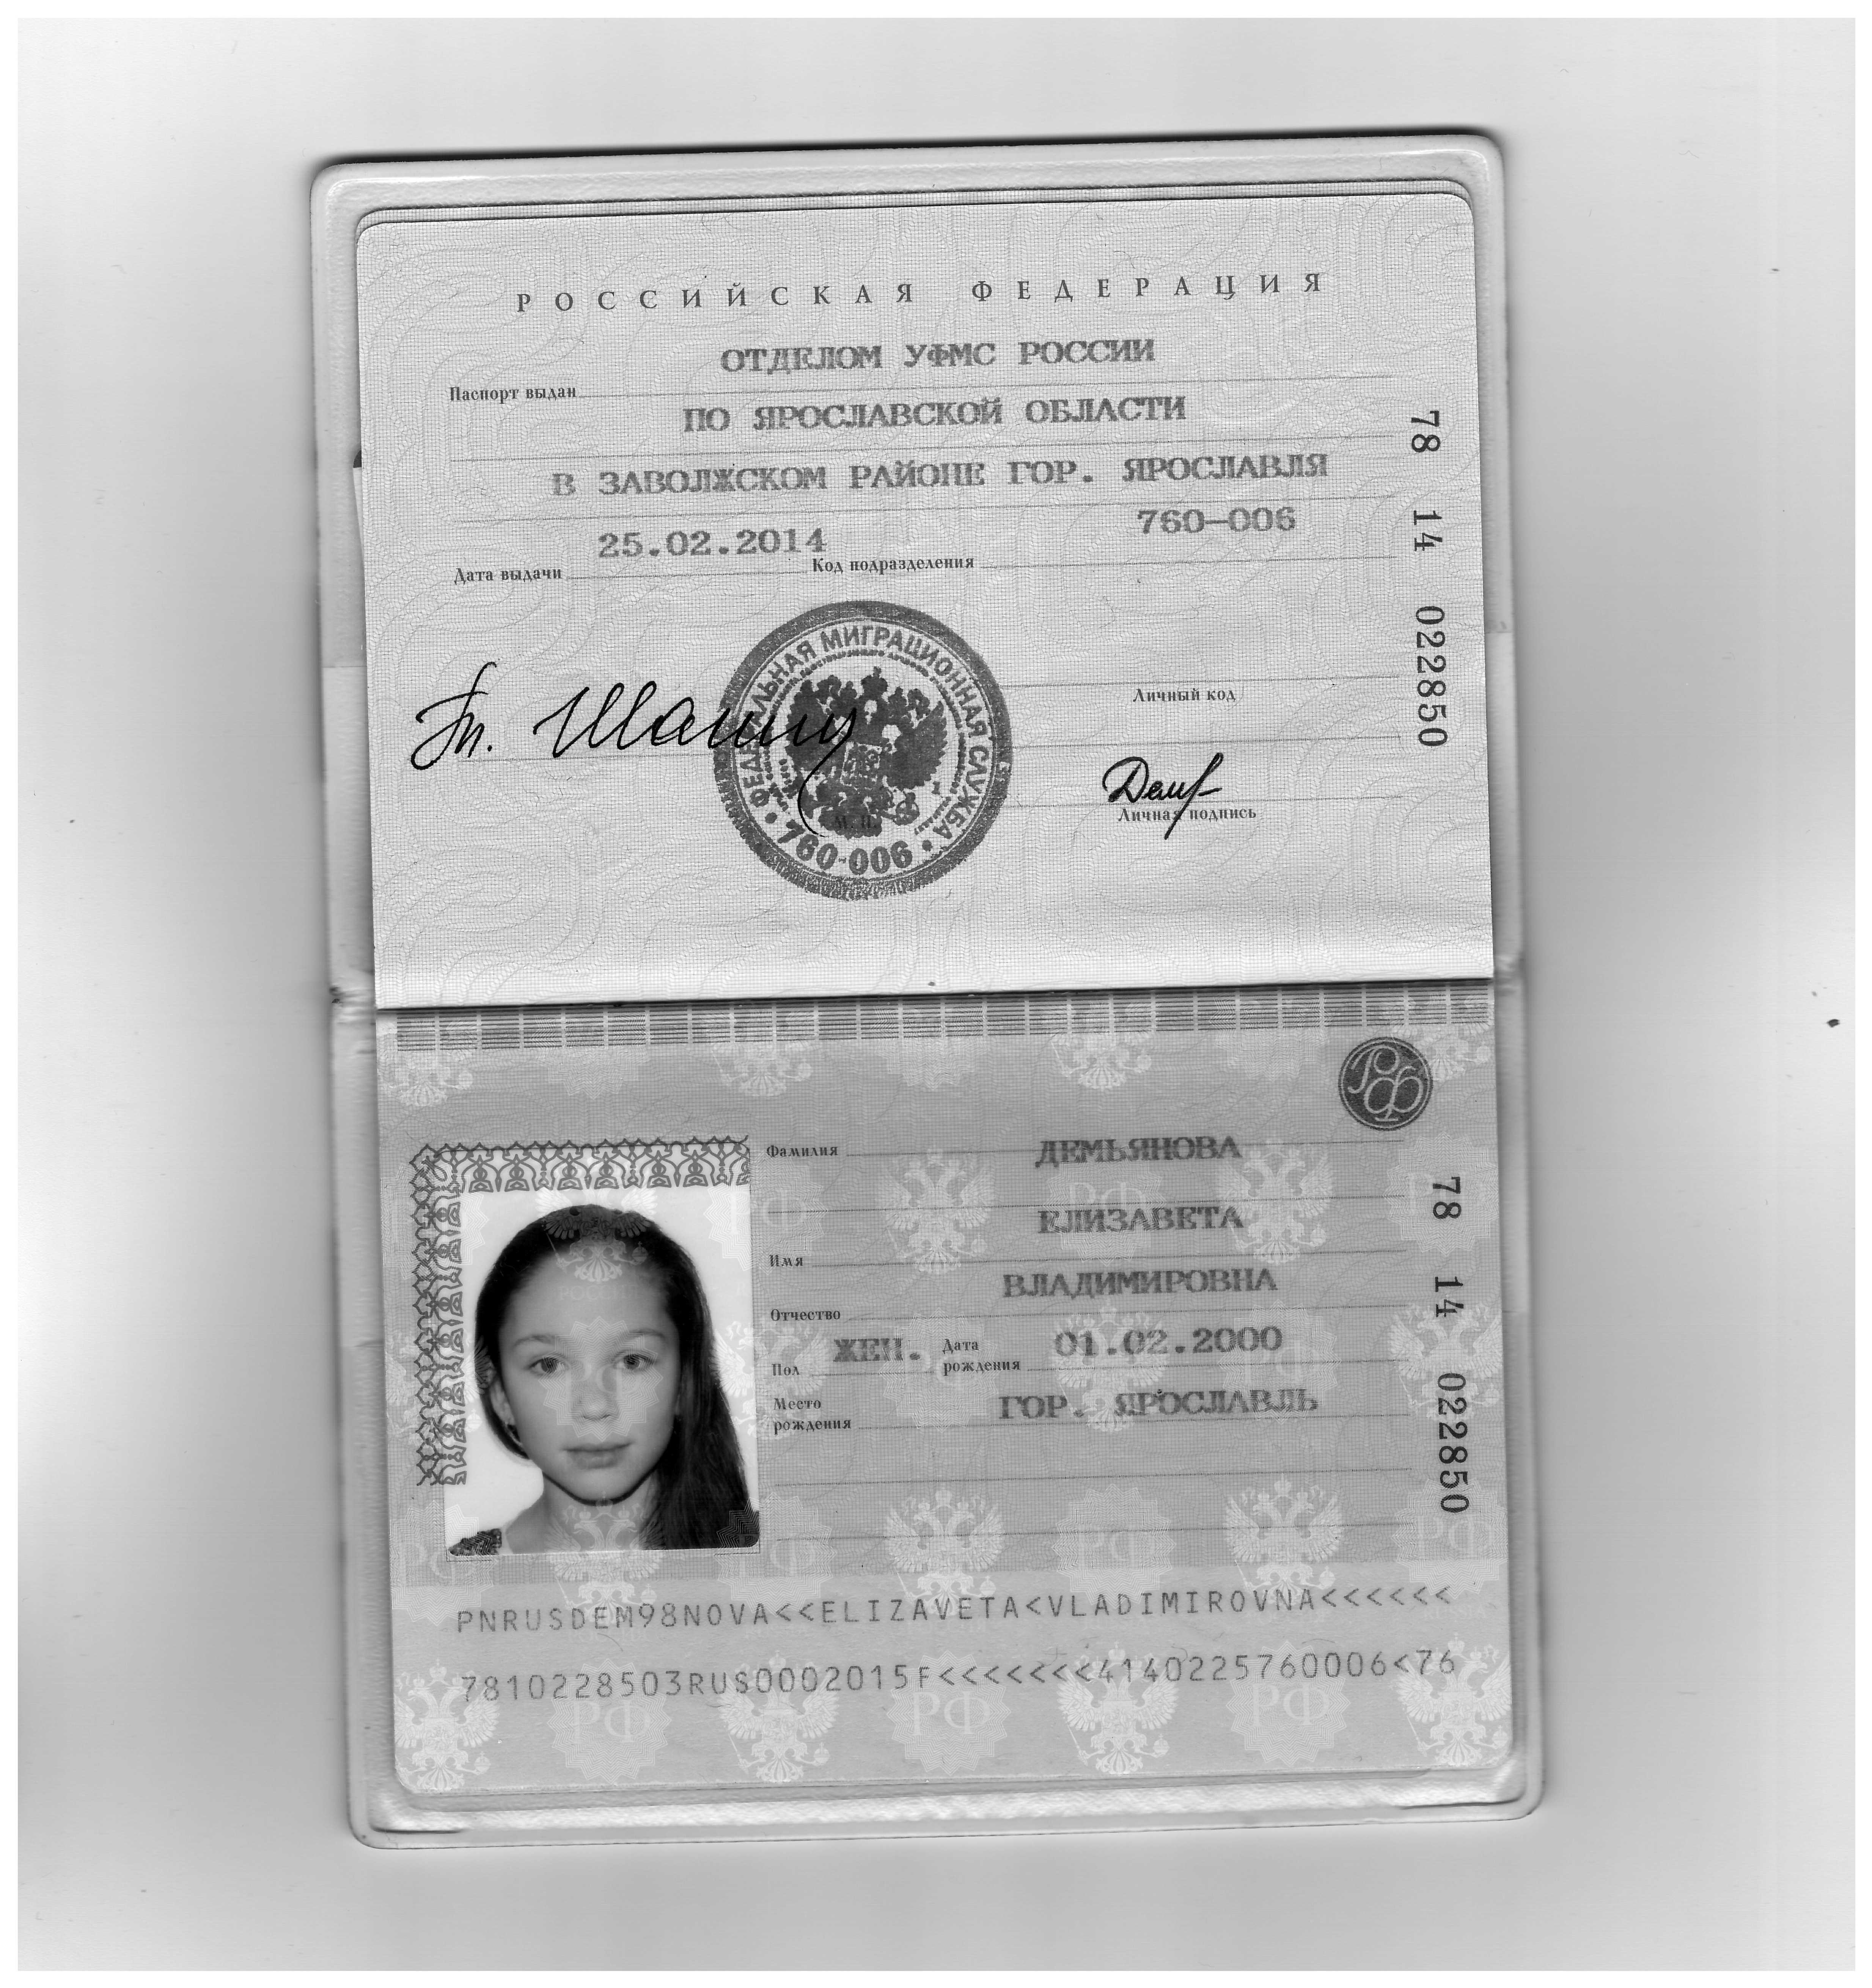 РОССИЙСКАЯ ФЕДЕРАЦИЯ
ОТДЕЛОМ УФМС РОССИИ
Паспорт выдан
ПО ЯРОСЛАВСКОЙ ОБЛАСТИ
В ЗАВОЛЖСКОМ РАЙОНЕ ГОР. ЯРОСЛАВЛЯ
25.02.2014 760-006
Дата выдачи Код подразделения
78 14 022850
ФЕДЕРАЛЬНАЯ МИГРАЦИОННАЯ СЛУЖБА
760-006
М.П.
Личный код
Личная подпись
РФ
Фамилия ДЕМЬЯНОВА
ЕЛИЗАВЕТА
Имя
ВЛАДИМИРОВНА
Отчество
Пол ЖЕН. Дата рождения 01.02.2000
Место рождения ГОР. ЯРОСЛАВЛЬ
78 14 022850
PNRUSDEM98NOVA<<ELIZAVETA<VLADIMIROVNA<<<<<<
7810228503RUS0002015F<<<<<<<4140225760006<76